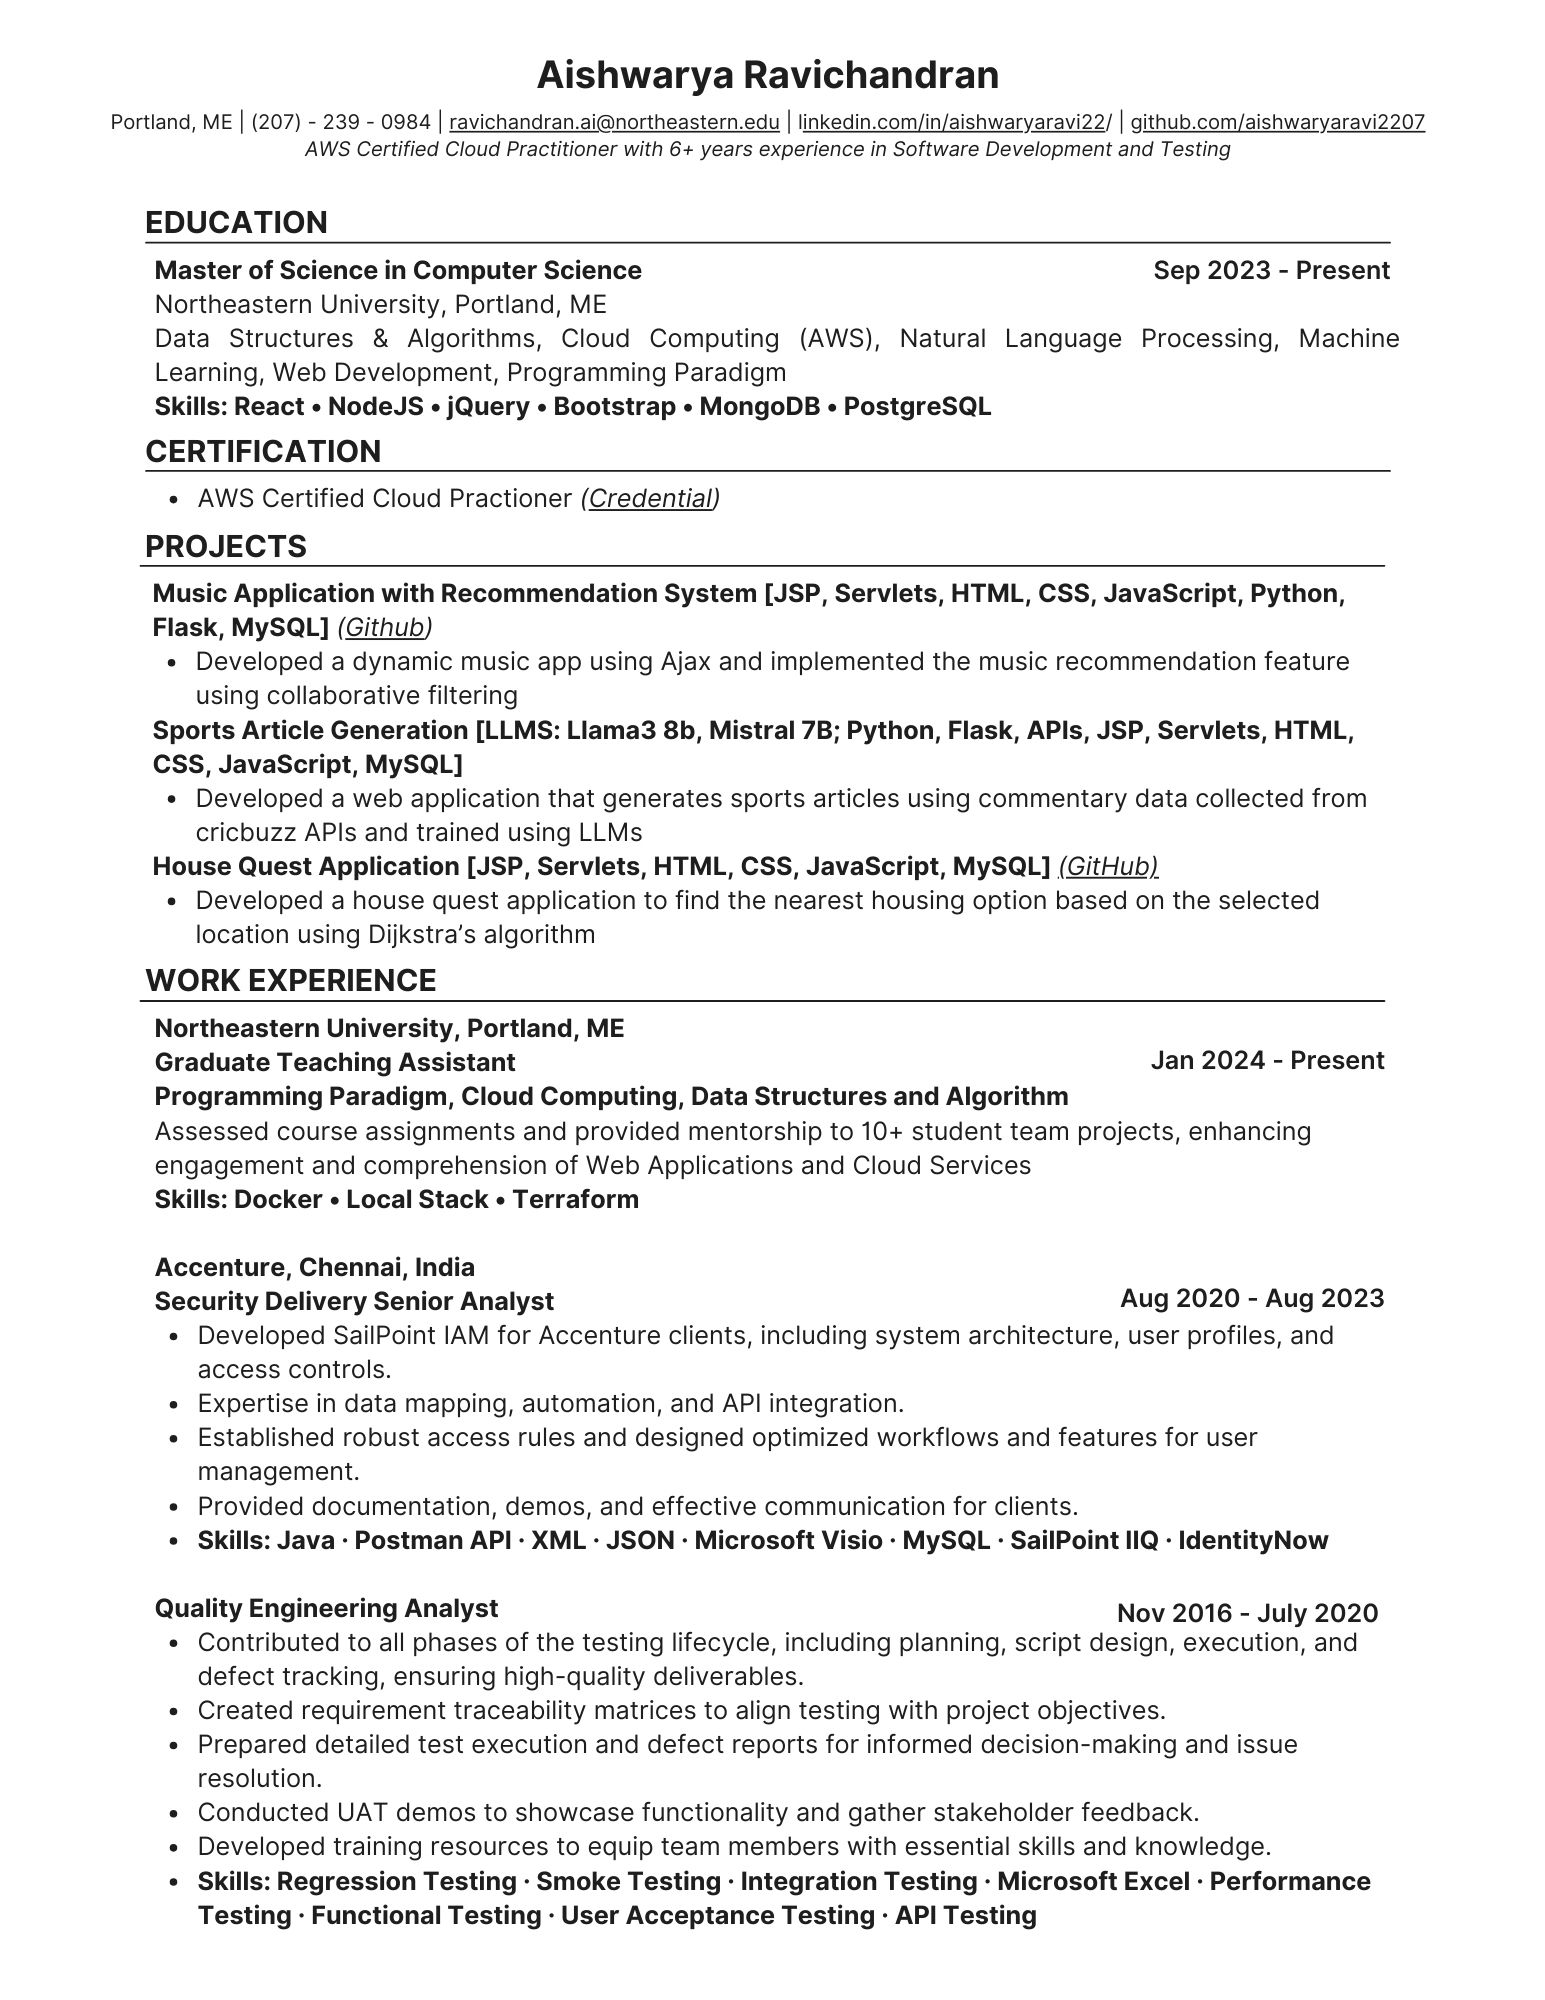 Aishwarya Ravichandran
Portland, ME | (207) - 239 - 0984 | ravichandran.ai@northeastern.edu | linkedin.com/in/aishwaryaravi22/ | github.com/aishwaryaravi2207
AWS Certified Cloud Practitioner with 6+ years experience in Software Development and Testing
EDUCATION
Master of Science in Computer Science Sep 2023 - Present
Northeastern University, Portland, ME
Data Structures & Algorithms, Cloud Computing (AWS), Natural Language Processing, Machine
Learning, Web Development, Programming Paradigm
Skills: React • NodeJS • jQuery • Bootstrap • MongoDB • PostgreSQL
CERTIFICATION
• AWS Certified Cloud Practioner (Credential)
PROJECTS
Music Application with Recommendation System [JSP, Servlets, HTML, CSS, JavaScript, Python,
Flask, MySQL] (Github)
• Developed a dynamic music app using Ajax and implemented the music recommendation feature
using collaborative filtering
Sports Article Generation [LLMS: Llama3 8b, Mistral 7B; Python, Flask, APIs, JSP, Servlets, HTML,
CSS, JavaScript, MySQL]
• Developed a web application that generates sports articles using commentary data collected from
cricbuzz APIs and trained using LLMs
House Quest Application [JSP, Servlets, HTML, CSS, JavaScript, MySQL] (GitHub)
• Developed a house quest application to find the nearest housing option based on the selected
location using Dijkstra’s algorithm
WORK EXPERIENCE
Northeastern University, Portland, ME
Graduate Teaching Assistant Jan 2024 - Present
Programming Paradigm, Cloud Computing, Data Structures and Algorithm
Assessed course assignments and provided mentorship to 10+ student team projects, enhancing
engagement and comprehension of Web Applications and Cloud Services
Skills: Docker • Local Stack • Terraform
Accenture, Chennai, India
Security Delivery Senior Analyst Aug 2020 - Aug 2023
• Developed SailPoint IAM for Accenture clients, including system architecture, user profiles, and
access controls.
• Expertise in data mapping, automation, and API integration.
• Established robust access rules and designed optimized workflows and features for user
management.
• Provided documentation, demos, and effective communication for clients.
• Skills: Java · Postman API · XML · JSON · Microsoft Visio · MySQL · SailPoint IIQ · IdentityNow
Quality Engineering Analyst Nov 2016 - July 2020
• Contributed to all phases of the testing lifecycle, including planning, script design, execution, and
defect tracking, ensuring high-quality deliverables.
• Created requirement traceability matrices to align testing with project objectives.
• Prepared detailed test execution and defect reports for informed decision-making and issue
resolution.
• Conducted UAT demos to showcase functionality and gather stakeholder feedback.
• Developed training resources to equip team members with essential skills and knowledge.
• Skills: Regression Testing · Smoke Testing · Integration Testing · Microsoft Excel · Performance
Testing · Functional Testing · User Acceptance Testing · API Testing